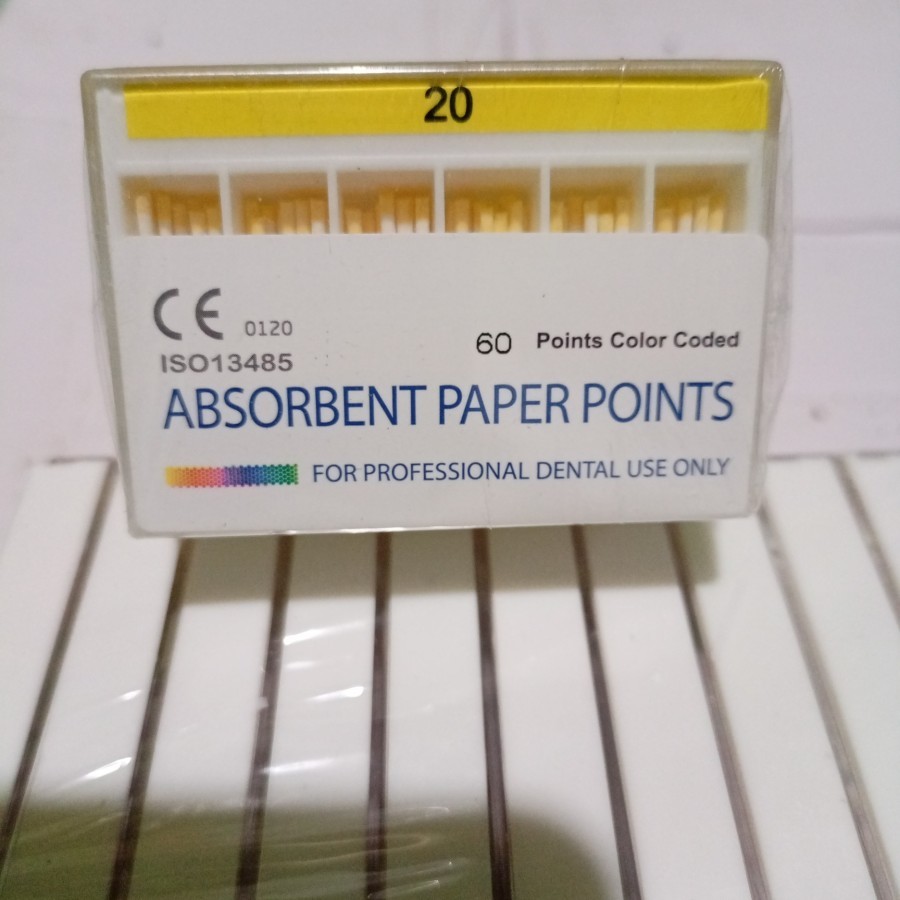 20
CE 0120
ISO13485
60 Points Color Coded
ABSORBENT PAPER POINTS
FOR PROFESSIONAL DENTAL USE ONLY